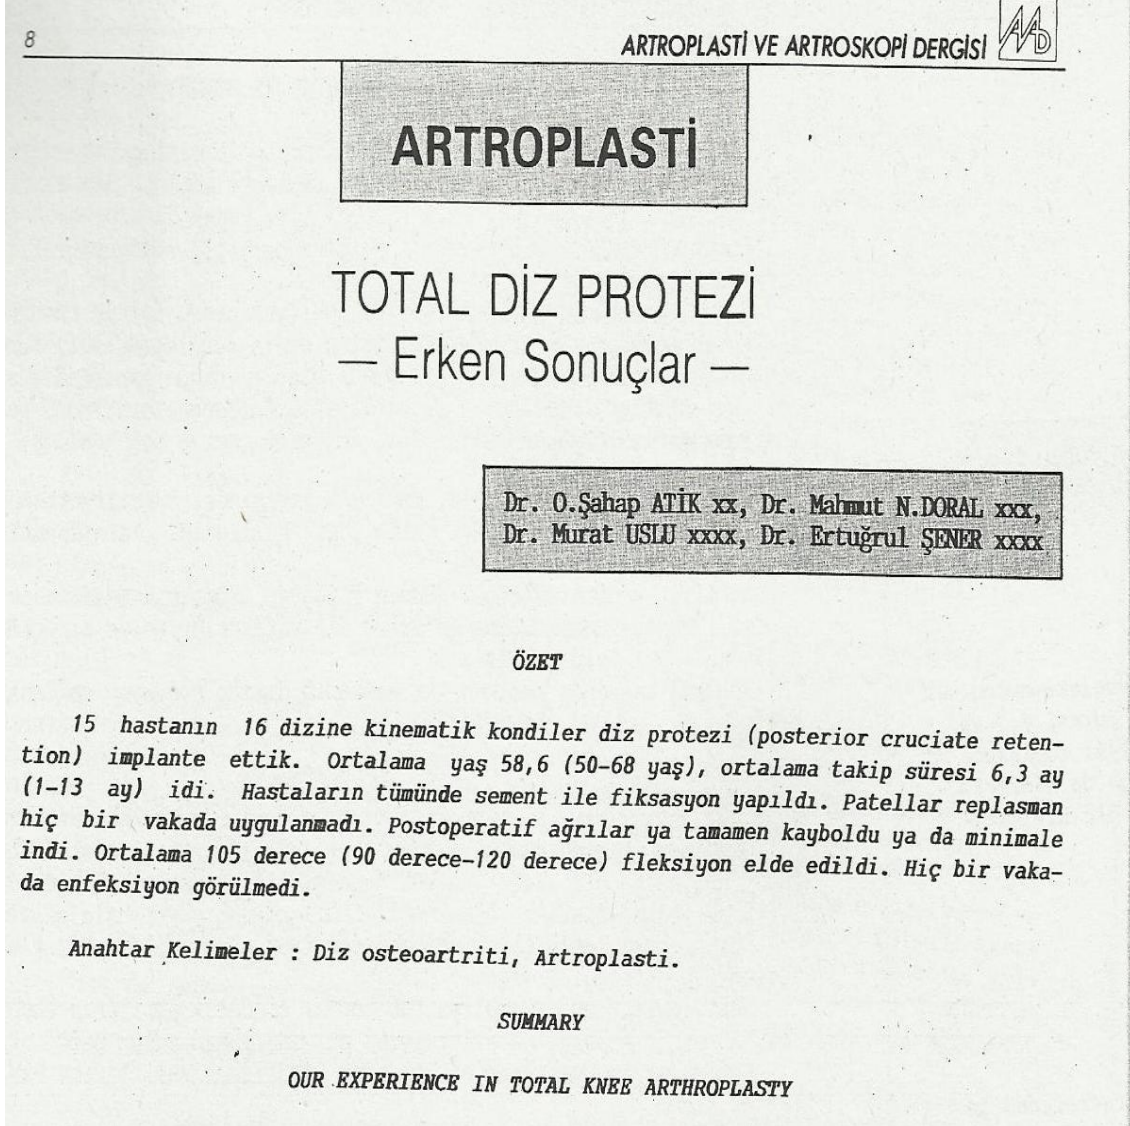 8
ARTROPLASTİ VE ARTROSKOPİ DERGİSİ
AAD
ARTROPLASTİ
TOTAL DİZ PROTEZİ
— Erken Sonuçlar —
Dr. O.Şahap ATİK xx, Dr. Mahmut N.DORAL xxx,
Dr. Murat USLU xxxx, Dr. Ertuğrul ŞENER xxxx
ÖZET
15 hastanın 16 dizine kinematik kondiler diz protezi (posterior cruciate reten-
tion) implante ettik. Ortalama yaş 58,6 (50-68 yaş), ortalama takip süresi 6,3 ay
(1-13 ay) idi. Hastaların tümünde sement ile fiksasyon yapıldı. Patellar replasman
hiç bir vakada uygulanmadı. Postoperatif ağrılar ya tamamen kayboldu ya da minimale
indi. Ortalama 105 derece (90 derece-120 derece) fleksiyon elde edildi. Hiç bir vaka-
da enfeksiyon görülmedi.
Anahtar Kelimeler : Diz osteoartriti, Artroplasti.
SUMMARY
OUR EXPERIENCE IN TOTAL KNEE ARTHROPLASTY